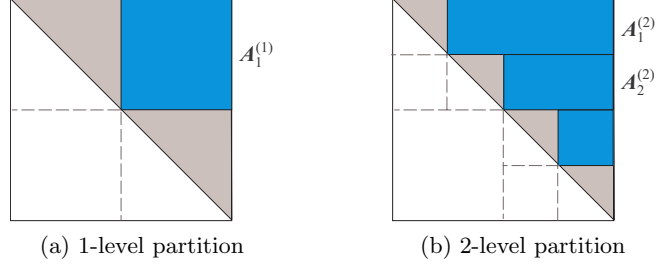 A_1^{(1)}
A_1^{(2)}
A_2^{(2)}
(a) 1-level partition
(b) 2-level partition